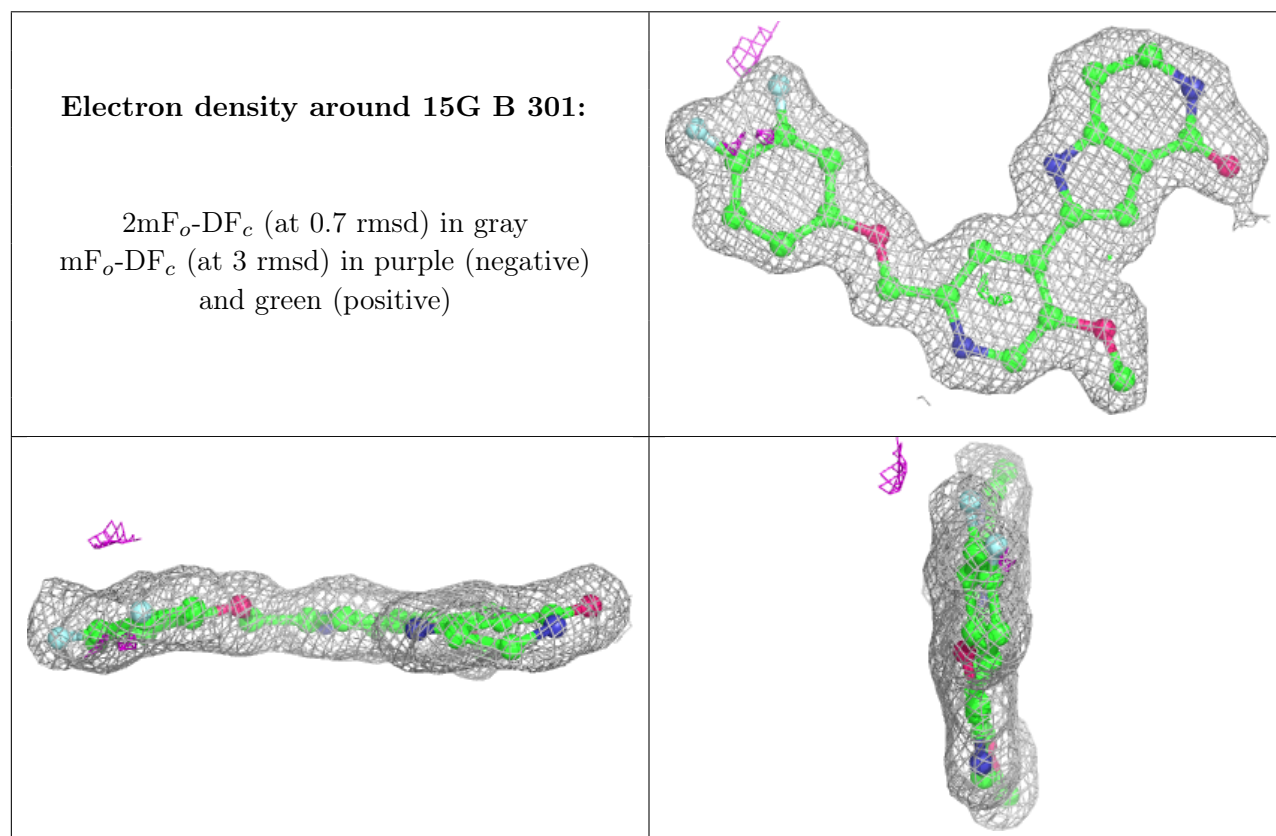 Electron density around 15G B 301:
2mFo-DFc (at 0.7 rmsd) in gray
mFo-DFc (at 3 rmsd) in purple (negative)
and green (positive)